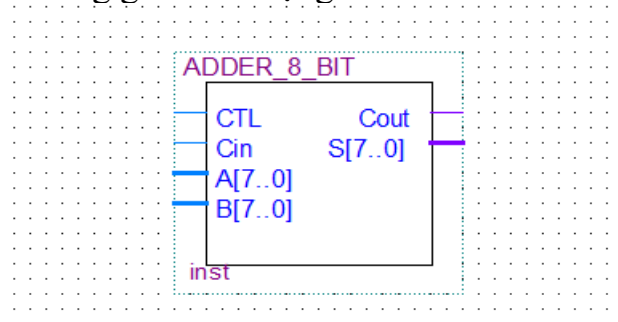 ADDER_8_BIT
CTL Cout
Cin S[7..0]
A[7..0]
B[7..0]
inst